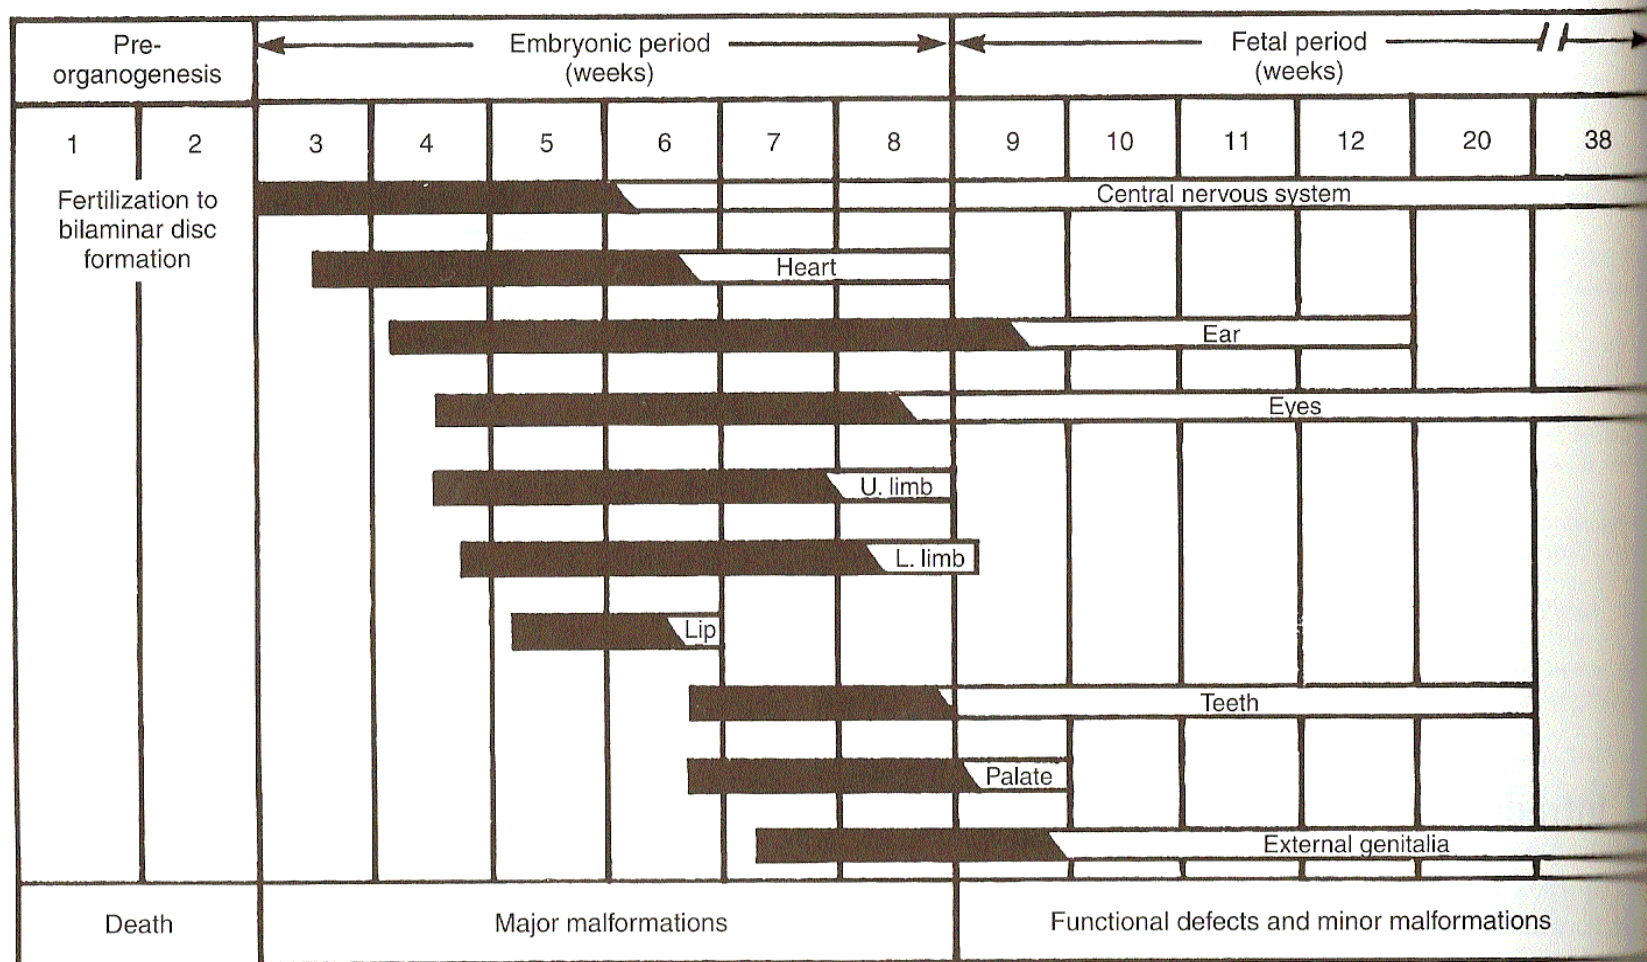 Pre-
organogenesis
Embryonic period
(weeks)
Fetal period
(weeks)
1
2
3
4
5
6
7
8
9
10
11
12
20
38
Fertilization to
bilaminar disc
formation
Central nervous system
Heart
Ear
Eyes
U. limb
L. limb
Lip
Teeth
Palate
External genitalia
Death
Major malformations
Functional defects and minor malformations